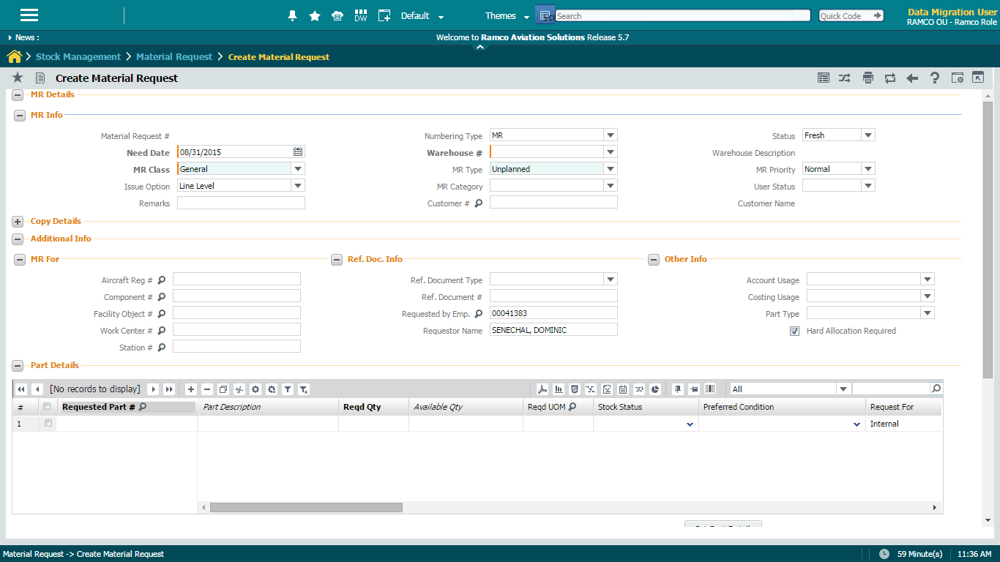 DW Default Themes Search Quick Code Data Migration User
RAMCO OU - Ramco Role
News : Welcome to Ramco Aviation Solutions Release 5.7
Stock Management Material Request Create Material Request
Create Material Request
MR Details
MR Info
Material Request # Numbering Type MR Status Fresh
Need Date 08/31/2015 Warehouse # Warehouse Description
MR Class General MR Type Unplanned MR Priority Normal
Issue Option Line Level MR Category User Status
Remarks Customer # Customer Name
Copy Details
Additional Info
MR For Ref. Doc. Info Other Info
Aircraft Reg # Ref. Document Type Account Usage
Component # Ref. Document # Costing Usage
Facility Object # Requested by Emp. 00041383 Part Type
Work Center # Requestor Name SENECHAL, DOMINIC Hard Allocation Required
Station #
Part Details
[No records to display] All
# Requested Part # Part Description Reqd Qty Available Qty Reqd UOM Stock Status Preferred Condition Request For
1 Internal
Material Request -> Create Material Request 59 Minute(s) 11:36 AM